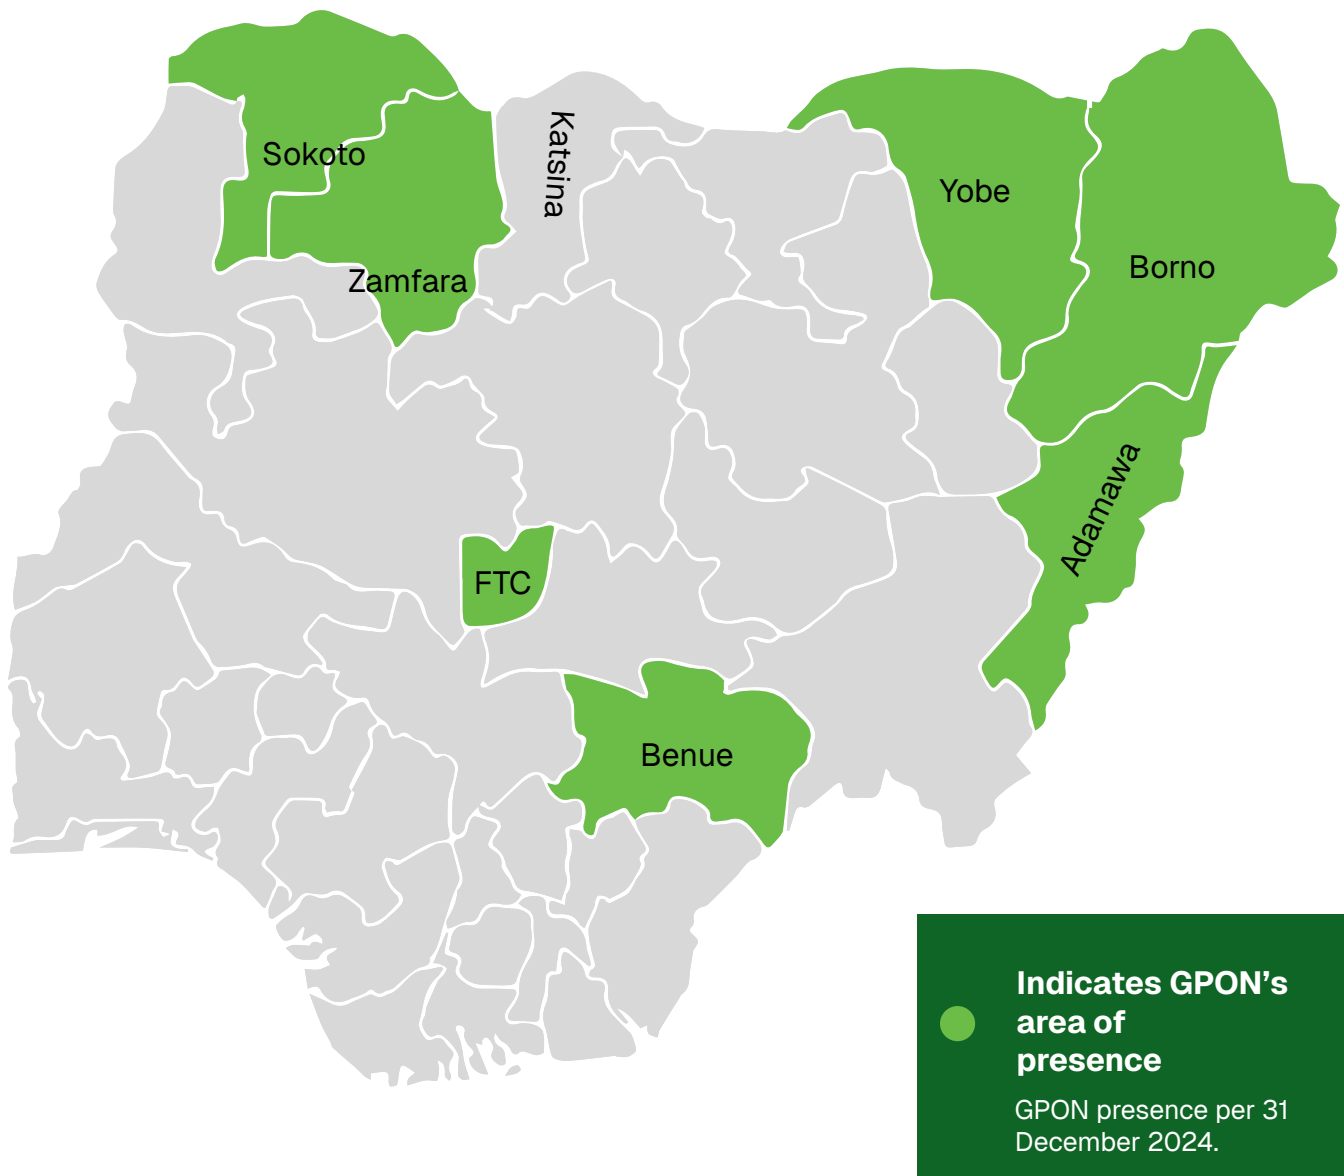 Katsina
Sokoto
Yobe
Borno
Zamfara
Adamawa
FTC
Benue
Indicates GPON’s
area of
presence
GPON presence per 31
December 2024.